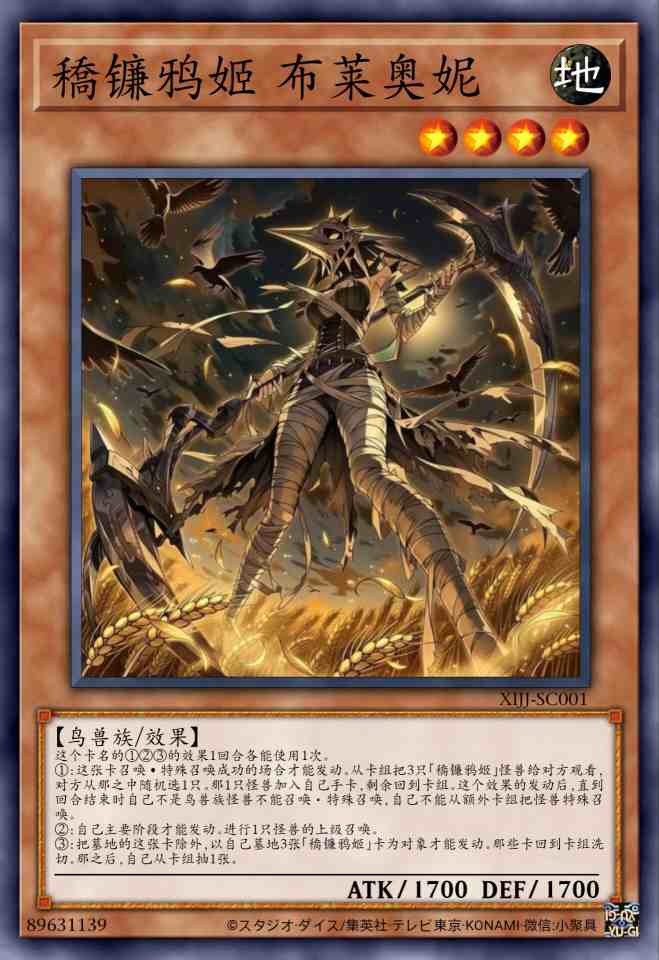 穚镰鸦姬 布莱奥妮
地
XIJJ-SC001
【鸟兽族/效果】
这个卡名的①②③的效果1回合各能使用1次。
①:这张卡召唤・特殊召唤成功的场合才能发动。从卡组把3只「穚镰鸦姬」怪兽给对方观看,
对方从那之中随机选1只。那1只怪兽加入自己手卡,剩余回到卡组。这个效果的发动后,直到
回合结束时自己不是鸟兽族怪兽不能召唤・特殊召唤,自己不能从额外卡组把怪兽特殊召
唤。
②:自己主要阶段才能发动。进行1只怪兽的上级召唤。
③:把墓地的这张卡除外,以自己墓地3张「穚镰鸦姬」卡为对象才能发动。那些卡回到卡组洗
切。那之后,自己从卡组抽1张。
ATK/1700 DEF/1700
89631139
©スタジオ・ダイス/集英社・テレビ東京・KONAMI・微信:小聚具